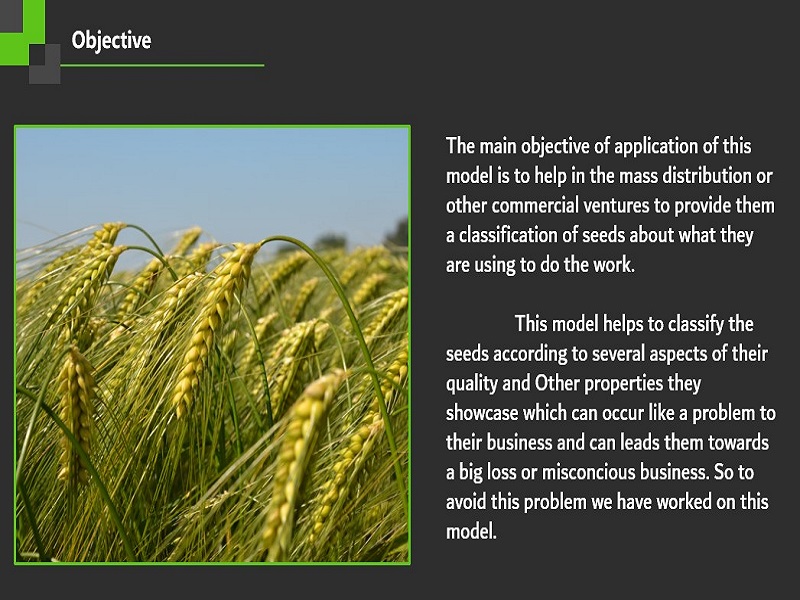 Objective
The main objective of application of this
model is to help in the mass distribution or
other commercial ventures to provide them
a classification of seeds about what they
are using to do the work.
This model helps to classify the
seeds according to several aspects of their
quality and Other properties they
showcase which can occur like a problem to
their business and can leads them towards
a big loss or misconcious business. So to
avoid this problem we have worked on this
model.